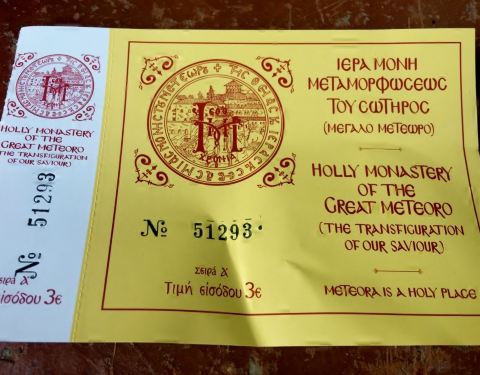 HOLLY MONASTERY
OF THE
GREAT METEORO
(THE TRANSFIGURATION
OF OUR SAVIOUR)
№ 51293
Σειρά Α΄
εισόδου 3€
ΙΕΡΑ ΜΟΝΗ
ΜΕΤΑΜΟΡΦΩСΕΩС
ΤΟΥ СΩΤΗΡΟС
(ΜΕΓΑΛΟ ΜΕΤΕΩΡΟ)
HOLLY MONASTERY
OF THE
GREAT METEORO
(THE TRANSFIGURATION
OF OUR SAVIOUR)
METEORA IS A HOLY PLACE
№ 51293
Σειρά Α΄
Τιμή εισόδου 3€